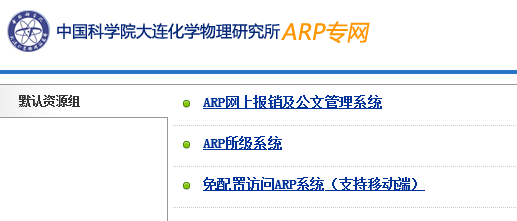 中国科学院大连化学物理研究所 ARP专网
默认资源组
ARP网上报销及公文管理系统
ARP所级系统
免配置访问ARP系统（支持移动端）